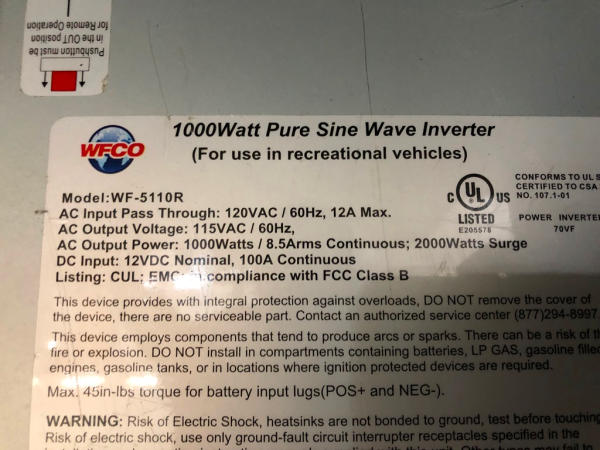 Pushbutton must be
in the OUT position
for Remote Operation
WFCO
1000Watt Pure Sine Wave Inverter
(For use in recreational vehicles)
Model:WF-5110R
AC Input Pass Through: 120VAC / 60Hz, 12A Max.
AC Output Voltage: 115VAC / 60Hz,
AC Output Power: 1000Watts / 8.5Arms Continuous; 2000Watts Surge
DC Input: 12VDC Nominal, 100A Continuous
Listing: CUL; EMC: in compliance with FCC Class B
C UL US
LISTED
E205578
CONFORMS TO UL S
CERTIFIED TO CSA
NO. 107.1-01
POWER INVERTE
70VF
This device provides with integral protection against overloads, DO NOT remove the cover of
the device, there are no serviceable part. Contact an authorized service center (877)294-8997.
This device employs components that tend to produce arcs or sparks. There can be a risk of
fire or explosion. DO NOT install in compartments containing batteries, LP GAS, gasoline fille
engines, gasoline tanks, or in locations where ignition protected devices are required.
Max. 45in-lbs torque for battery input lugs(POS+ and NEG-).
WARNING: Risk of Electric Shock, heatsinks are not bonded to ground, test before touching
Risk of electric shock, use only ground-fault circuit interrupter receptacles specified in the